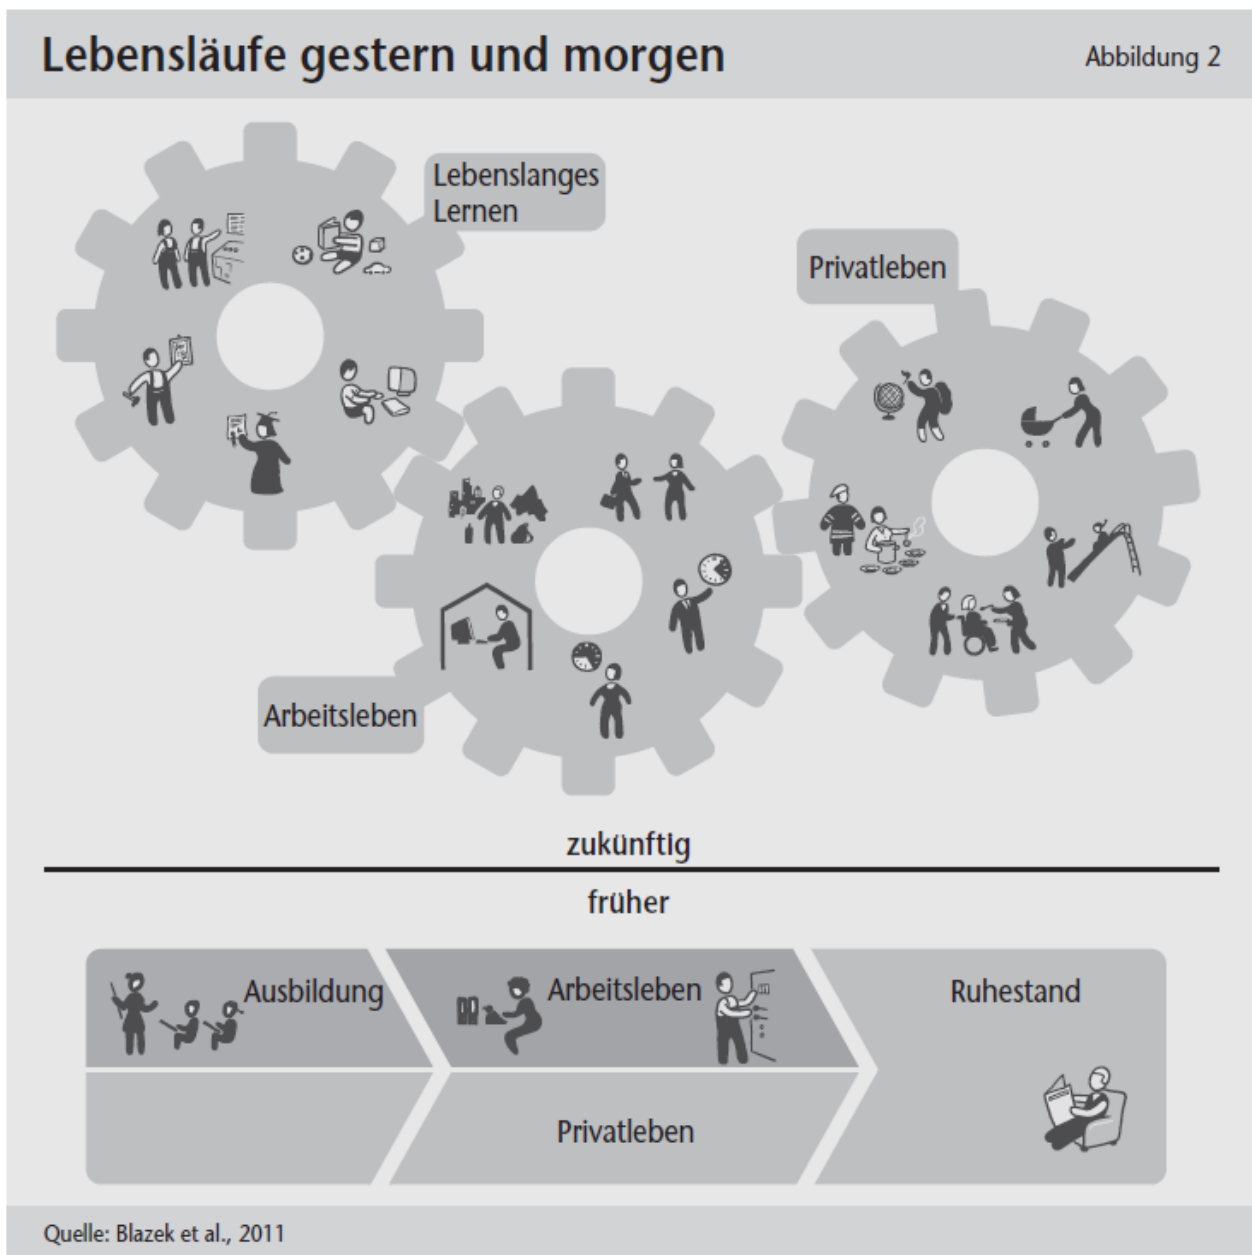 Lebensläufe gestern und morgen
Abbildung 2
Lebenslanges
Lernen
Privatleben
Arbeitsleben
zukünftig
früher
Ausbildung
Arbeitsleben
Ruhestand
Privatleben
Quelle: Blazek et al., 2011